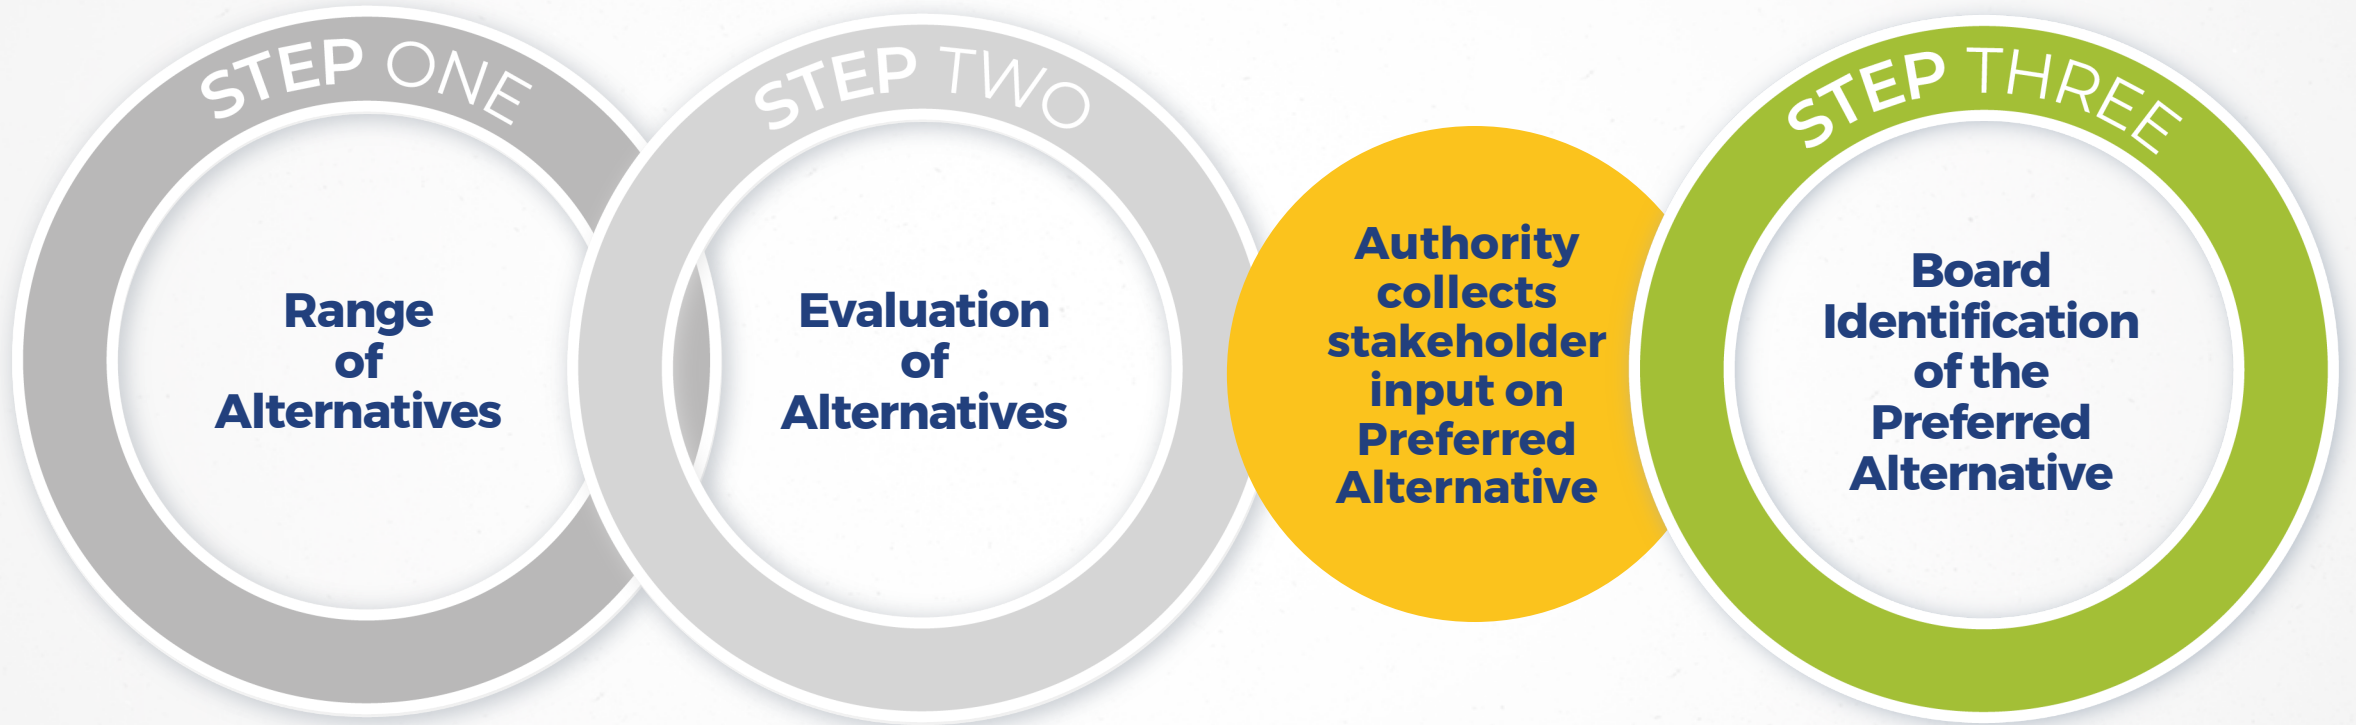 STEP ONE
Range
of
Alternatives
STEP TWO
Evaluation
of
Alternatives
Authority
collects
stakeholder
input on
Preferred
Alternative
STEP THREE
Board
Identification
of the
Preferred
Alternative